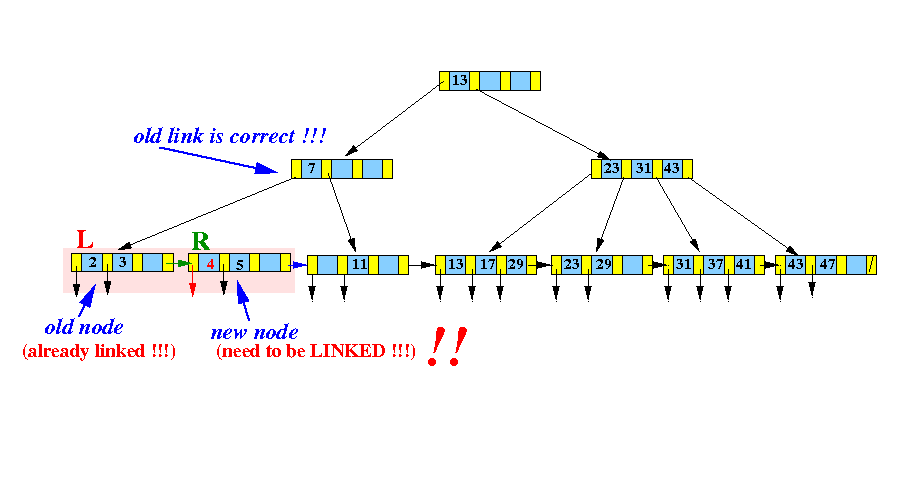 13
old link is correct !!!
7
23 31 43
L
R
2 3
4 5
11
13 17 29
23 29
31 37 41
43 47 /
old node
(already linked !!!)
new node
(need to be LINKED !!!)
!!